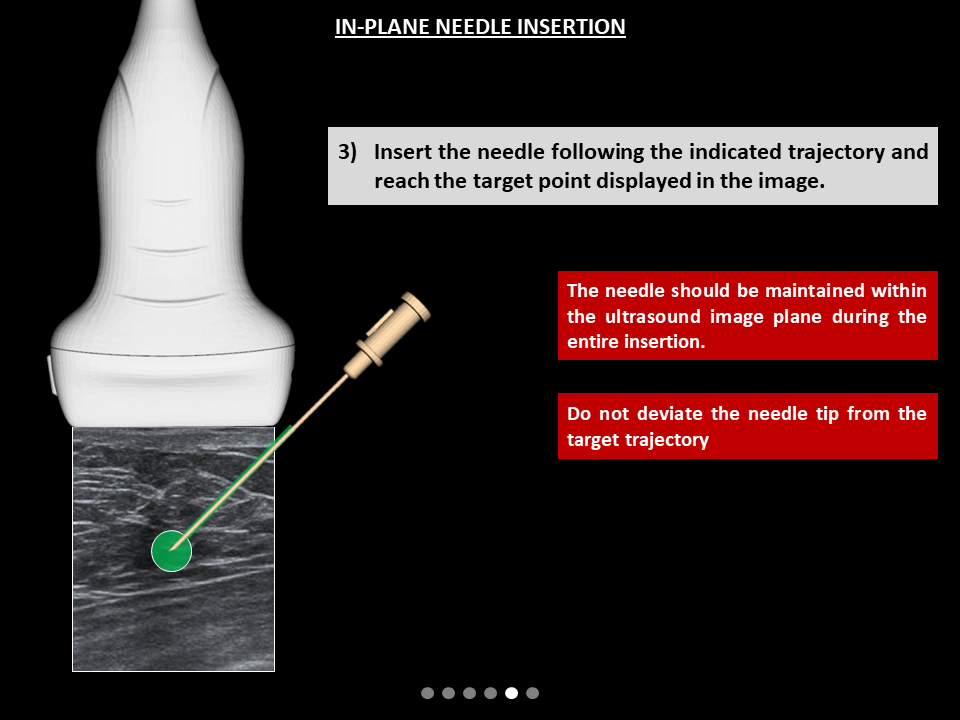 IN-PLANE NEEDLE INSERTION
3) Insert the needle following the indicated trajectory and
reach the target point displayed in the image.
The needle should be maintained within
the ultrasound image plane during the
entire insertion.
Do not deviate the needle tip from the
target trajectory